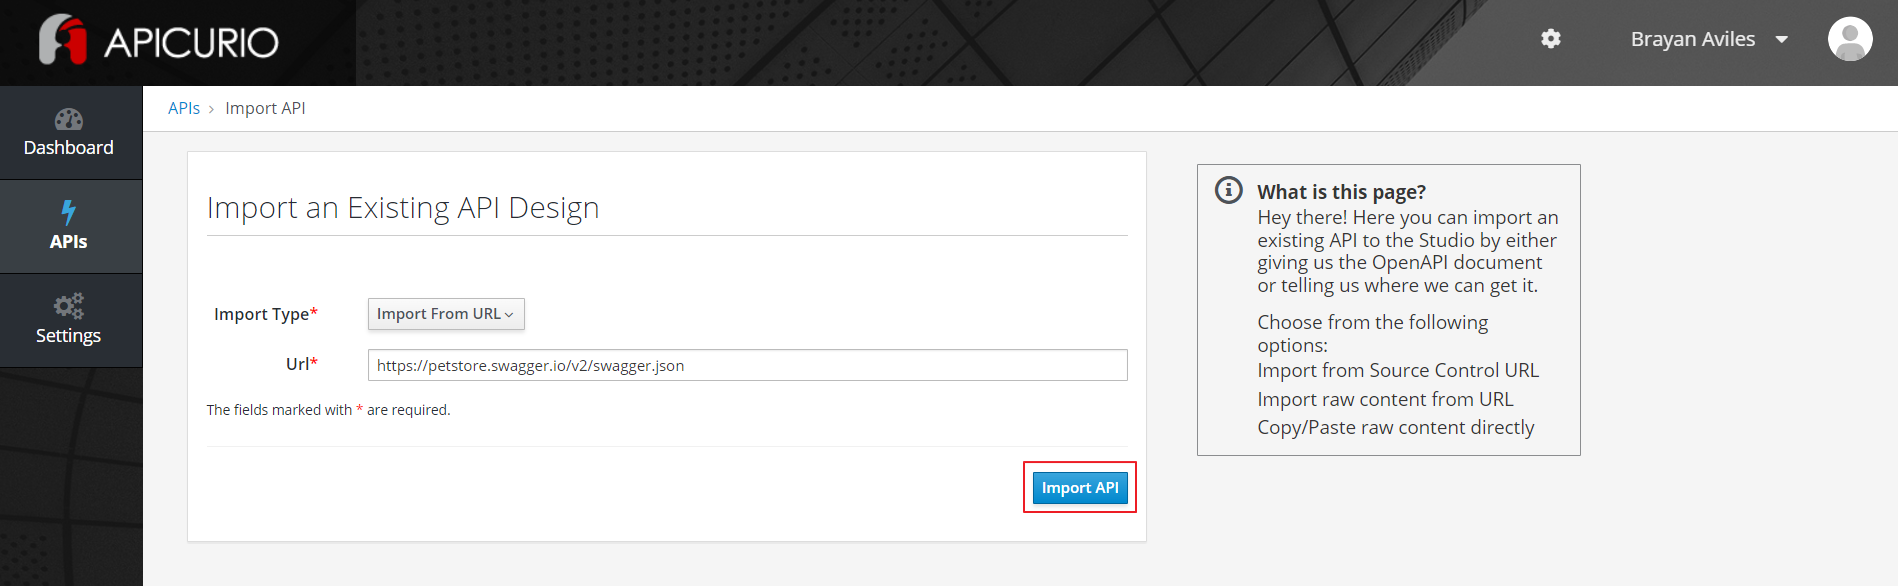 APICURIO
Brayan Aviles
Dashboard
APIs
Settings
APIs › Import API
Import an Existing API Design
Import Type*
Import From URL
Url*
https://petstore.swagger.io/v2/swagger.json
The fields marked with * are required.
Import API
What is this page?
Hey there! Here you can import an
existing API to the Studio by either
giving us the OpenAPI document
or telling us where we can get it.
Choose from the following
options:
Import from Source Control URL
Import raw content from URL
Copy/Paste raw content directly